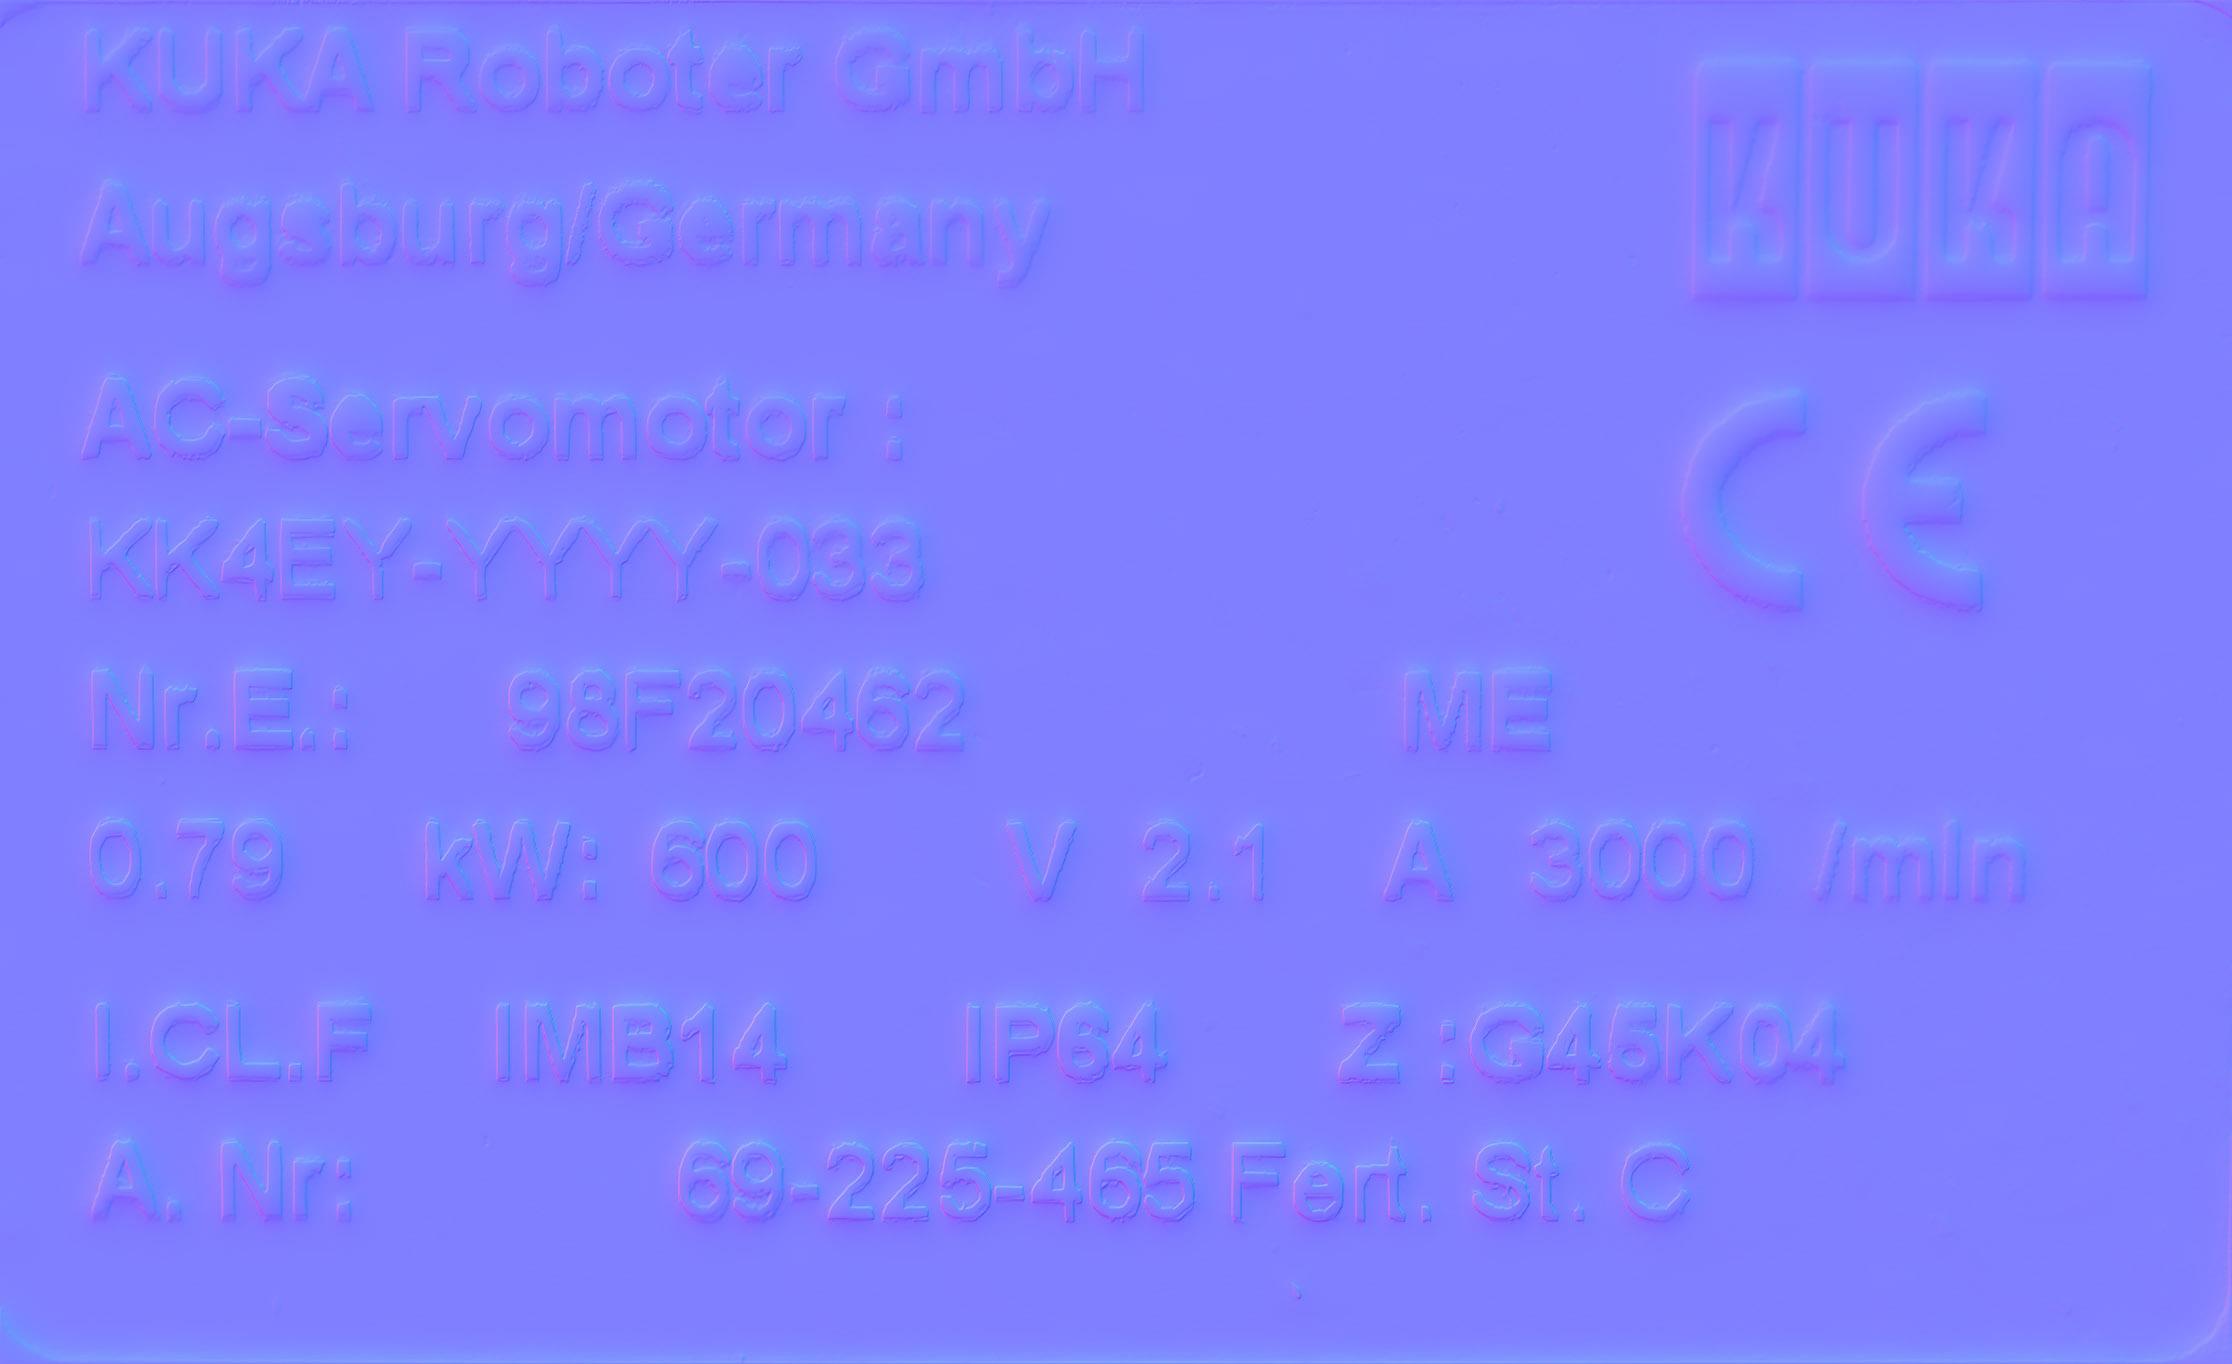 KUKA Roboter GmbH
KUKA
Augsburg/Germany
AC-Servomotor :
CE
KK4EY-YYYY-033
Nr.E.: 98F20462 ME
0.79 kW: 600 V 2.1 A 3000 /min
I.CL.F IMB14 IP64 Z :G45K04
A. Nr: 69-225-465 Fert. St. C